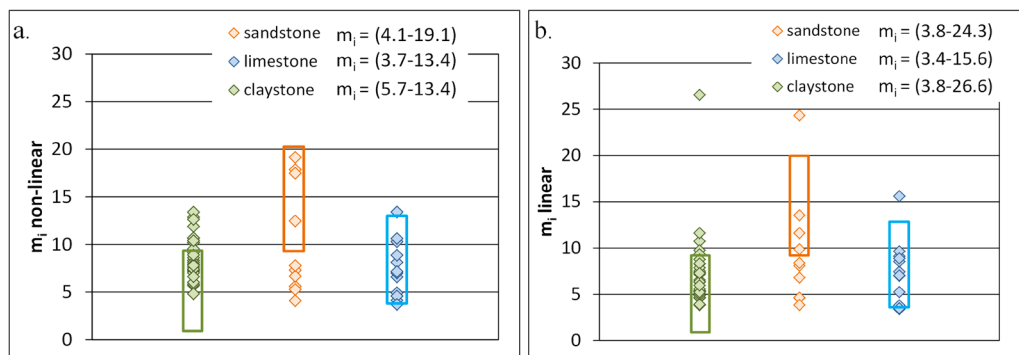 a.
sandstone mi = (4.1-19.1)
limestone mi = (3.7-13.4)
claystone mi = (5.7-13.4)
30
25
20
15
10
5
0
mi non-linear
b.
sandstone mi = (3.8-24.3)
limestone mi = (3.4-15.6)
claystone mi = (3.8-26.6)
30
25
20
15
10
5
0
mi linear